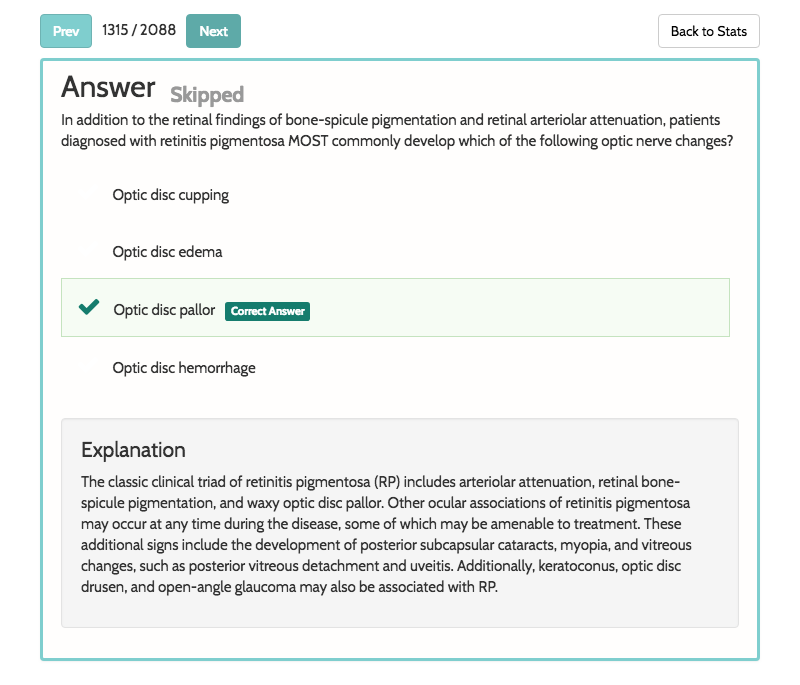 Prev 1315 / 2088 Next Back to Stats
Answer Skipped
In addition to the retinal findings of bone-spicule pigmentation and retinal arteriolar attenuation, patients
diagnosed with retinitis pigmentosa MOST commonly develop which of the following optic nerve changes?
Optic disc cupping
Optic disc edema
Optic disc pallor Correct Answer
Optic disc hemorrhage
Explanation
The classic clinical triad of retinitis pigmentosa (RP) includes arteriolar attenuation, retinal bone-
spicule pigmentation, and waxy optic disc pallor. Other ocular associations of retinitis pigmentosa
may occur at any time during the disease, some of which may be amenable to treatment. These
additional signs include the development of posterior subcapsular cataracts, myopia, and vitreous
changes, such as posterior vitreous detachment and uveitis. Additionally, keratoconus, optic disc
drusen, and open-angle glaucoma may also be associated with RP.